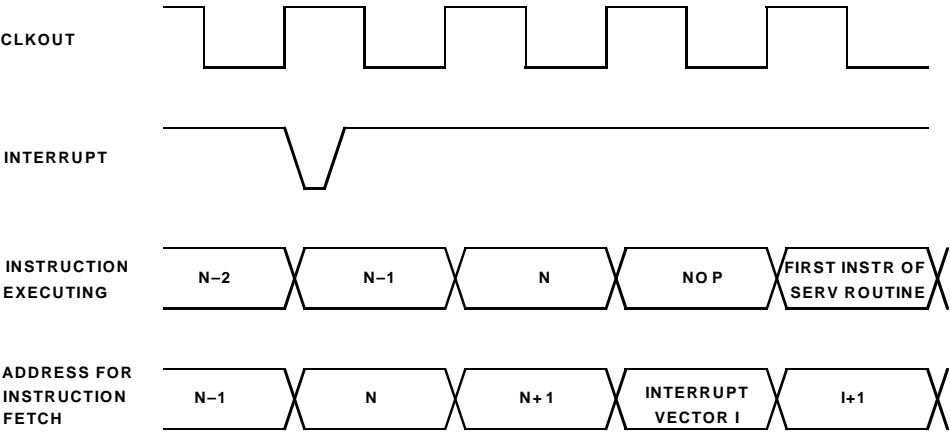 CLKOUT
INTERRUPT
INSTRUCTION
EXECUTING
N–2
N–1
N
NOP
FIRST INSTR OF
SERV ROUTINE
ADDRESS FOR
INSTRUCTION
FETCH
N–1
N
N+1
INTERRUPT
VECTOR I
I+1